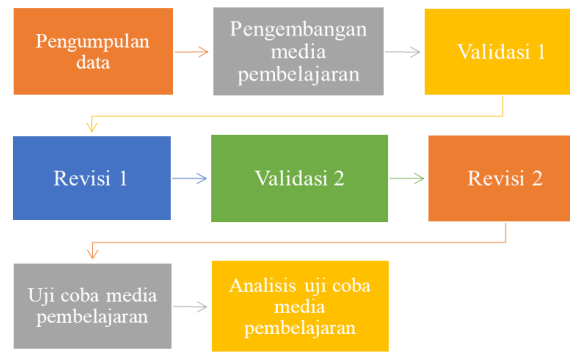 Pengumpulan
data
Pengembangan
media
pembelajaran
Validasi 1
Revisi 1
Validasi 2
Revisi 2
Uji coba media
pembelajaran
Analisis uji coba
media
pembelajaran